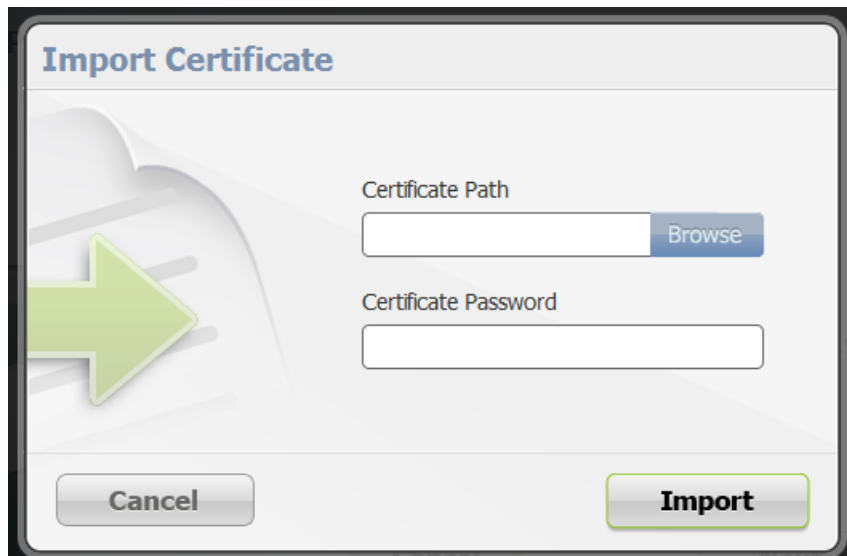 Import Certificate
Certificate Path
Browse
Certificate Password
Cancel
Import